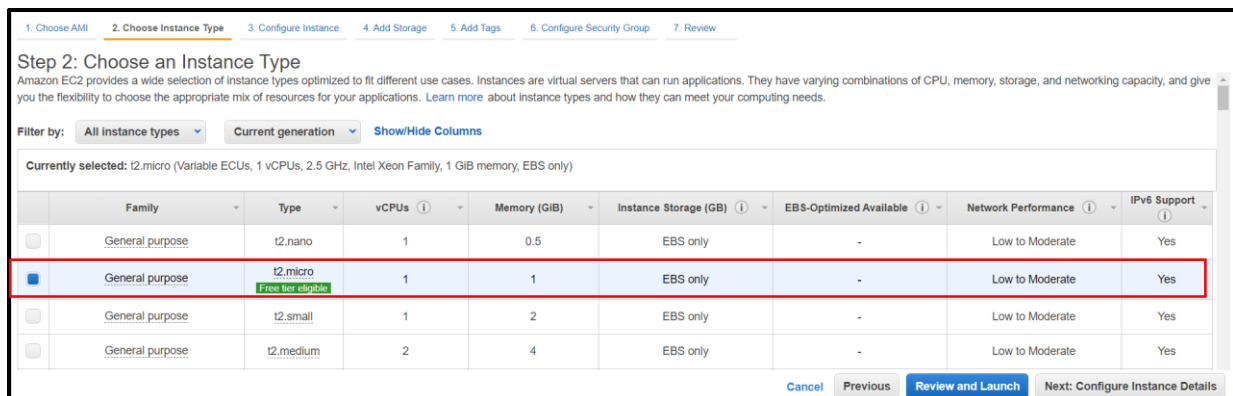 1. Choose AMI 2. Choose Instance Type 3. Configure Instance 4. Add Storage 5. Add Tags 6. Configure Security Group 7. Review
Step 2: Choose an Instance Type
Amazon EC2 provides a wide selection of instance types optimized to fit different use cases. Instances are virtual servers that can run applications. They have varying combinations of CPU, memory, storage, and networking capacity, and give
you the flexibility to choose the appropriate mix of resources for your applications. Learn more about instance types and how they can meet your computing needs.
Filter by: All instance types Current generation Show/Hide Columns
Currently selected: t2.micro (Variable ECUs, 1 vCPUs, 2.5 GHz, Intel Xeon Family, 1 GiB memory, EBS only)
Family Type vCPUs i Memory (GiB) Instance Storage (GB) i EBS-Optimized Available i Network Performance i IPv6 Support i
General purpose t2.nano 1 0.5 EBS only - Low to Moderate Yes
General purpose t2.micro 1 1 EBS only - Low to Moderate Yes
Free tier eligible
General purpose t2.small 1 2 EBS only - Low to Moderate Yes
General purpose t2.medium 2 4 EBS only - Low to Moderate Yes
Cancel Previous Review and Launch Next: Configure Instance Details